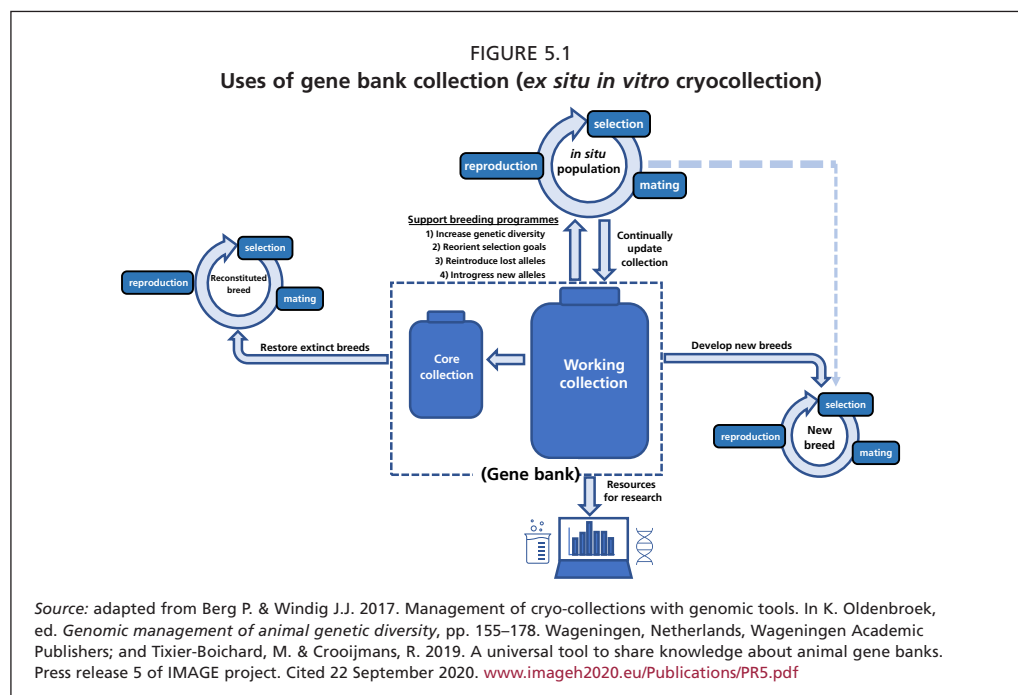 FIGURE 5.1
Uses of gene bank collection (ex situ in vitro cryocollection)
selection
in situ
population
reproduction
mating
Support breeding programmes
1) Increase genetic diversity
2) Reorient selection goals
3) Reintroduce lost alleles
4) Introgress new alleles
Continually
update
collection
selection
reproduction
Reconstituted
breed
mating
Restore extinct breeds
Core
collection
Working
collection
Develop new breeds
selection
reproduction
New
breed
mating
(Gene bank)
Resources
for research
Source: adapted from Berg P. & Windig J.J. 2017. Management of cryo-collections with genomic tools. In K. Oldenbroek,
ed. Genomic management of animal genetic diversity, pp. 155–178. Wageningen, Netherlands, Wageningen Academic
Publishers; and Tixier-Boichard, M. & Crooijmans, R. 2019. A universal tool to share knowledge about animal gene banks.
Press release 5 of IMAGE project. Cited 22 September 2020. www.imageh2020.eu/Publications/PR5.pdf